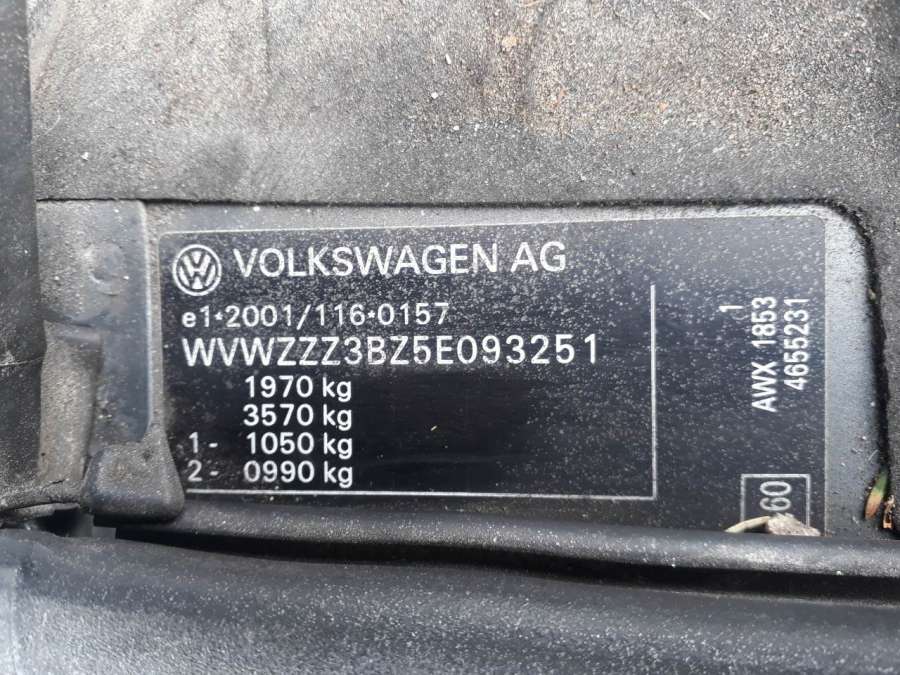 VOLKSWAGEN AG
e1*2001/116*0157
WVWZZZ3BZ5E093251
1970 kg
3570 kg
1- 1050 kg
2- 0990 kg
1
AWX 1853
4655231
60